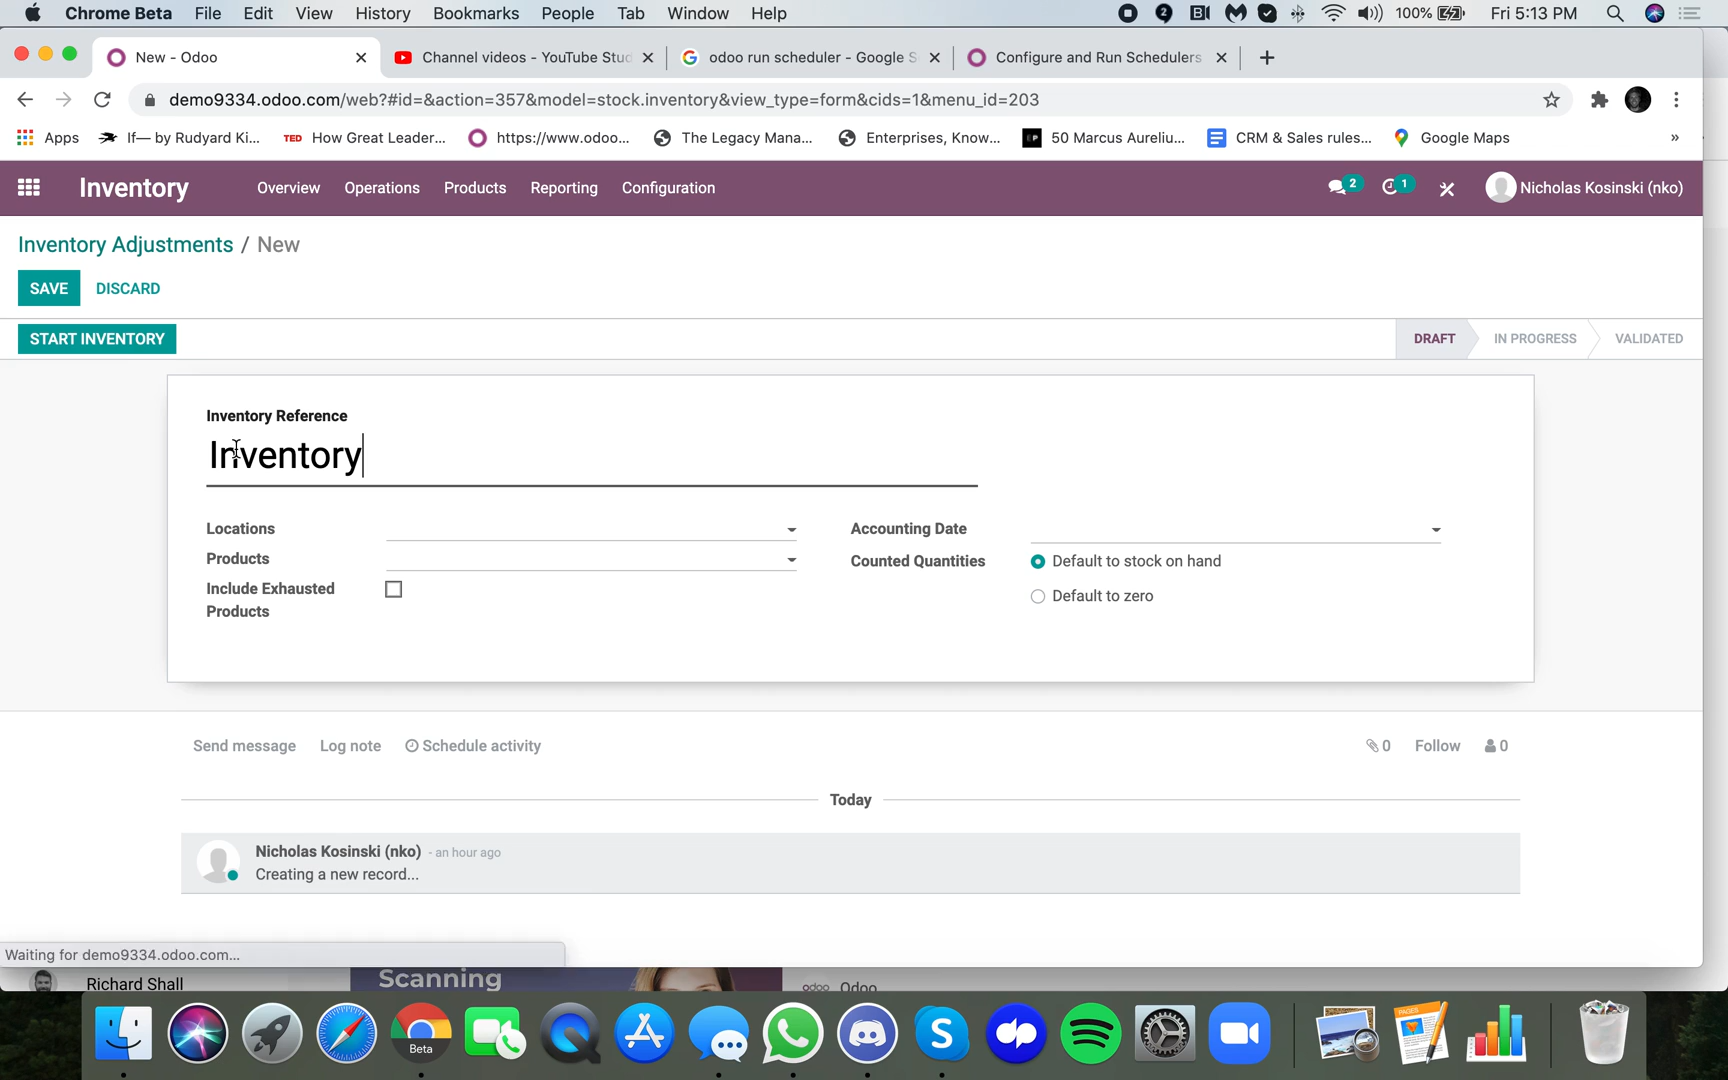 Chrome Beta File Edit View History Bookmarks People Tab Window Help 2 100% Fri 5:13 PM
New - Odoo Channel videos - YouTube Stud odoo run scheduler - Google S Configure and Run Schedulers
demo9334.odoo.com/web?#id=&action=357&model=stock.inventory&view_type=form&cids=1&menu_id=203
Apps If— by Rudyard Ki... TED How Great Leader... https://www.odoo... The Legacy Mana... Enterprises, Know... 50 Marcus Aureliu... CRM & Sales rules... Google Maps »
Inventory Overview Operations Products Reporting Configuration 2 1 Nicholas Kosinski (nko)
Inventory Adjustments / New
SAVE DISCARD
START INVENTORY DRAFT IN PROGRESS VALIDATED
Inventory Reference
Inventory
Locations Accounting Date
Products Counted Quantities Default to stock on hand
Include Exhausted Products Default to zero
Send message Log note Schedule activity 0 Follow 0
Today
Nicholas Kosinski (nko) - an hour ago
Creating a new record...
Waiting for demo9334.odoo.com...
Richard Shall Scanning odoo Odoo
Beta PAGES